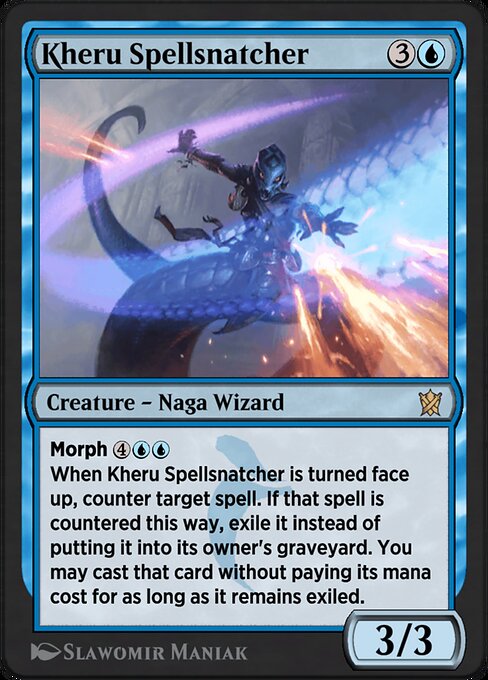 Kheru Spellsnatcher 3
Creature – Naga Wizard
Morph 4
When Kheru Spellsnatcher is turned face
up, counter target spell. If that spell is
countered this way, exile it instead of
putting it into its owner's graveyard. You
may cast that card without paying its mana
cost for as long as it remains exiled.
3/3
Slawomir Maniak